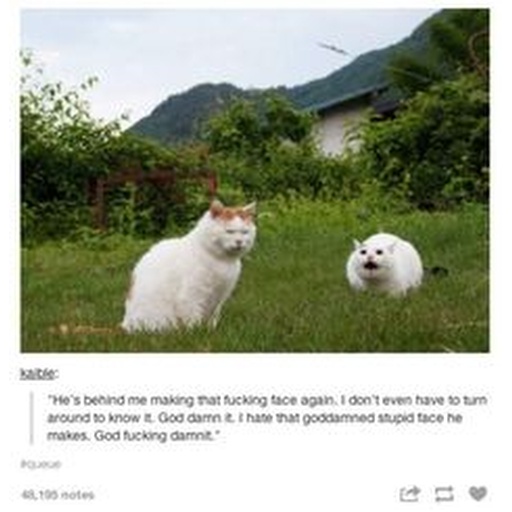 kalble:
"He's behind me making that fucking face again. I don't even have to turn
around to know it. God damn it. I hate that goddamned stupid face he
makes. God fucking damnit."
#queue
48,195 notes